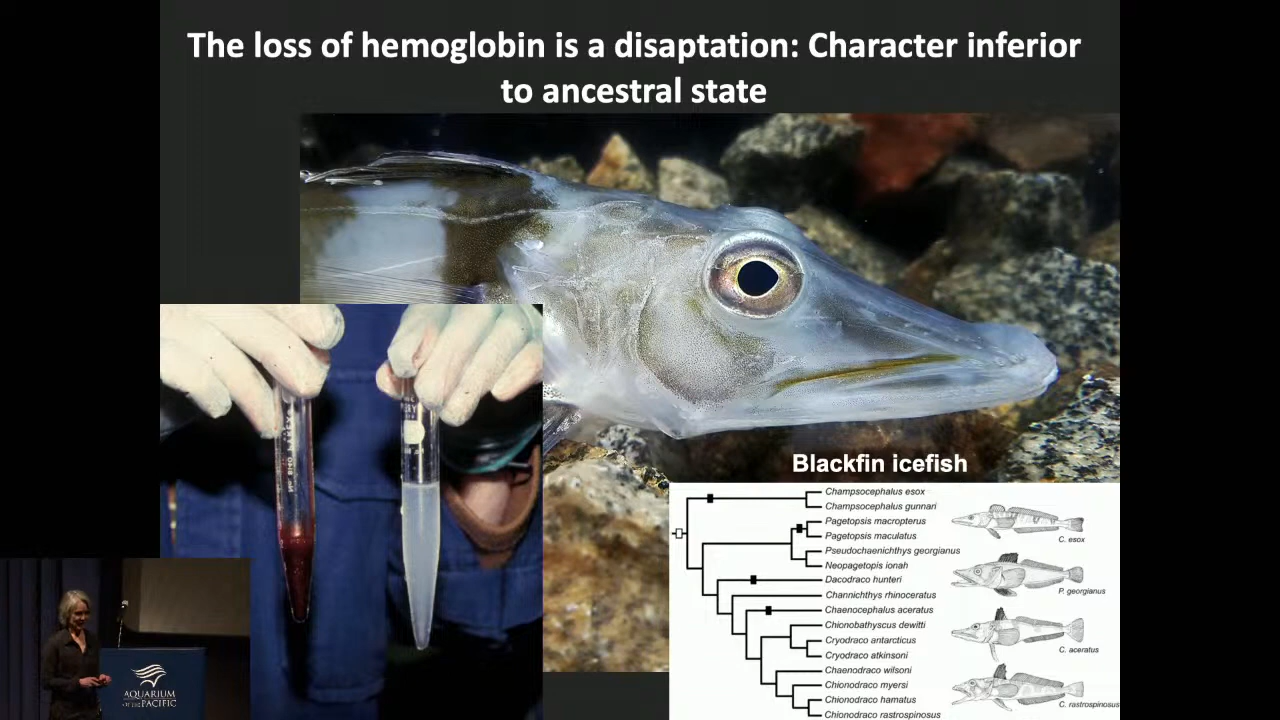 The loss of hemoglobin is a disaptation: Character inferior
to ancestral state
Blackfin icefish
Champsocephalus esox
Champsocephalus gunnari
Pagetopsis macropterus
Pagetopsis maculatus
Pseudochaenichthys georgianus
Neopagetopis ionah
Dacodraco hunteri
Channichthys rhinoceratus
Chaenocephalus aceratus
Chionobathyscus dewitti
Cryodraco antarcticus
Cryodraco atkinsoni
Chaenodraco wilsoni
Chionodraco myersi
Chionodraco hamatus
Chionodraco rastrospinosus
C. esox
P. georgianus
C. aceratus
C. rastrospinosus
AQUARIUM
OF THE PACIFIC